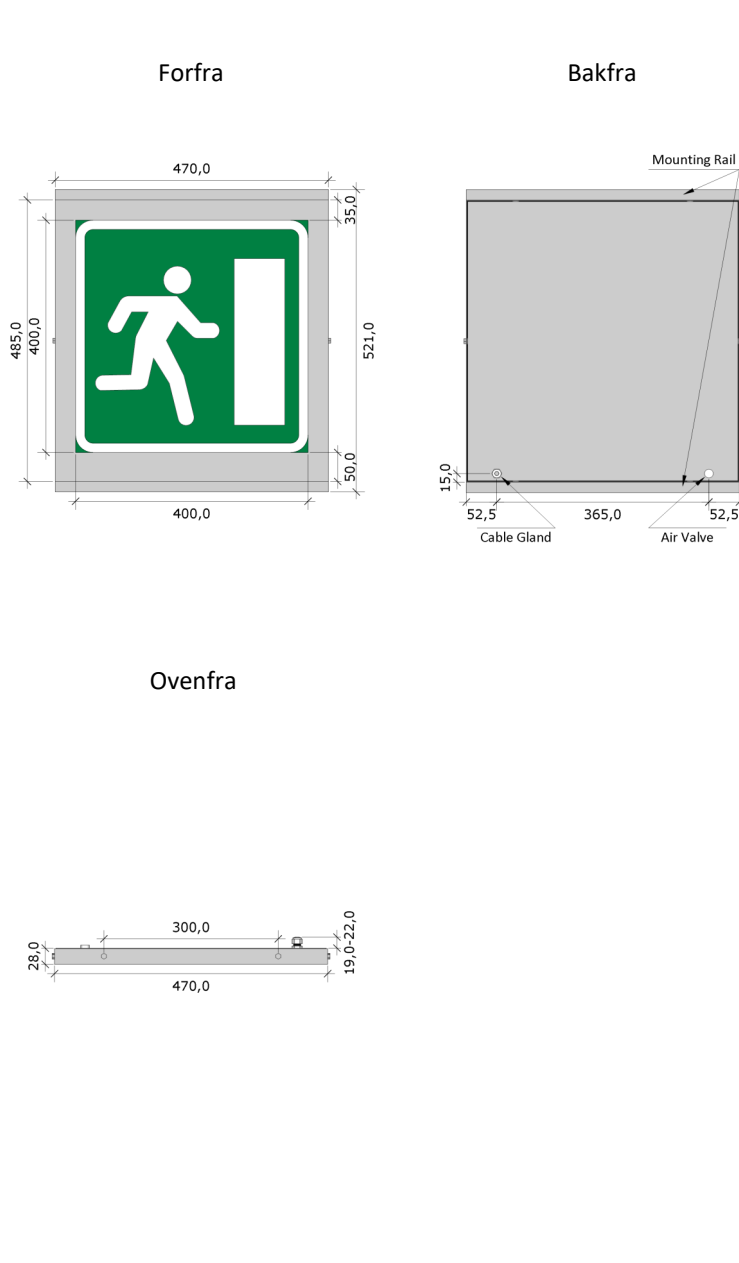 Forfra
Bakfra
470,0
35,0
485,0
400,0
521,0
50,0
400,0
Mounting Rail
15,0
52,5
365,0
52,5
Cable Gland
Air Valve
Ovenfra
300,0
28,0
19,0-22,0
470,0